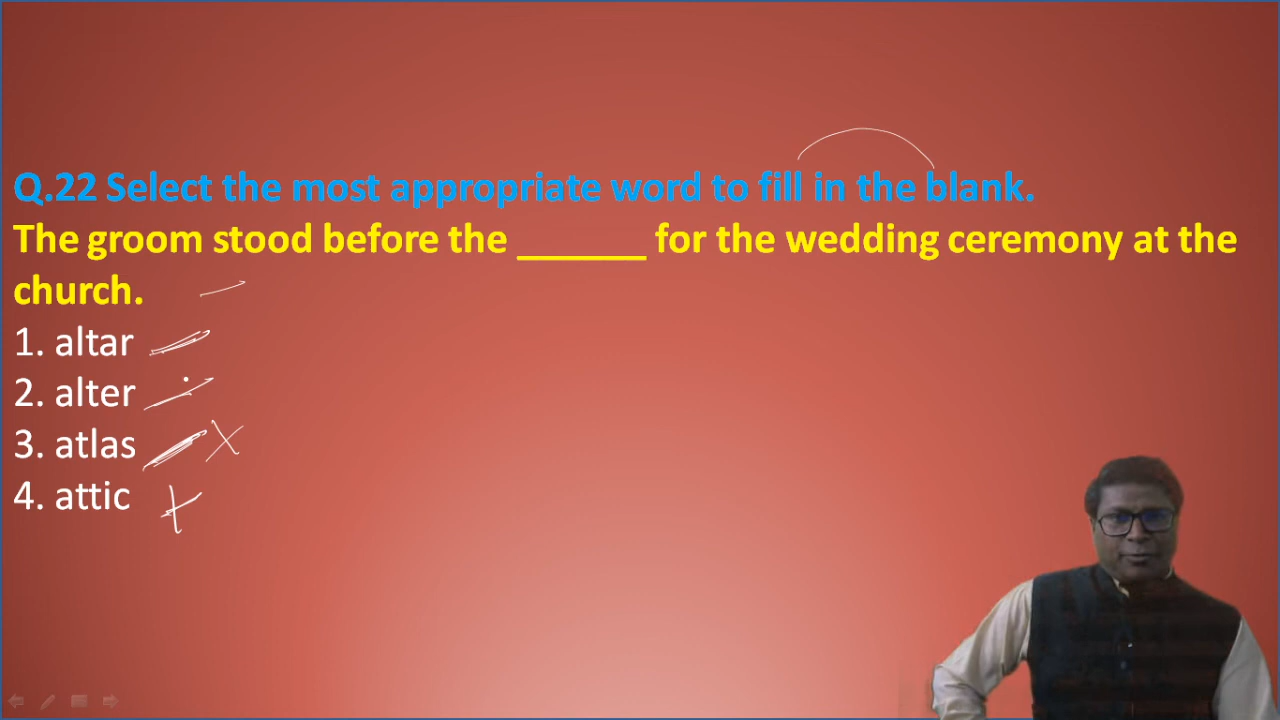 Q.22 Select the most appropriate word to fill in the blank.
The groom stood before the ______ for the wedding ceremony at the
church.
1. altar
2. alter
3. atlas
4. attic